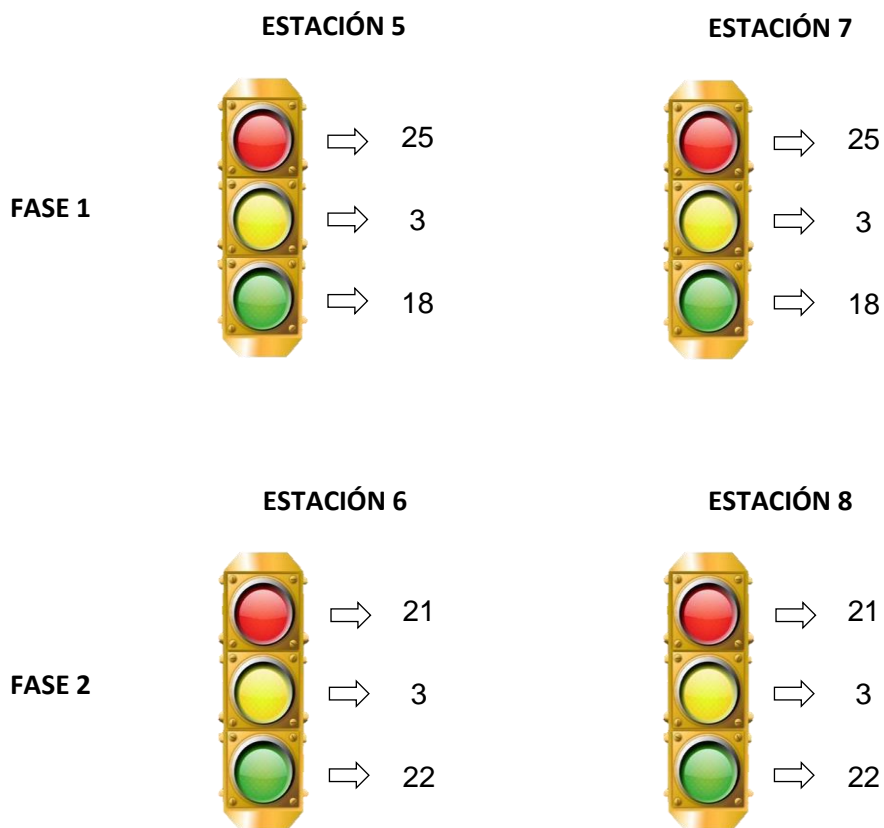 ESTACIÓN 5 ESTACIÓN 7
25 25
FASE 1 3 3
18 18
ESTACIÓN 6 ESTACIÓN 8
21 21
FASE 2 3 3
22 22